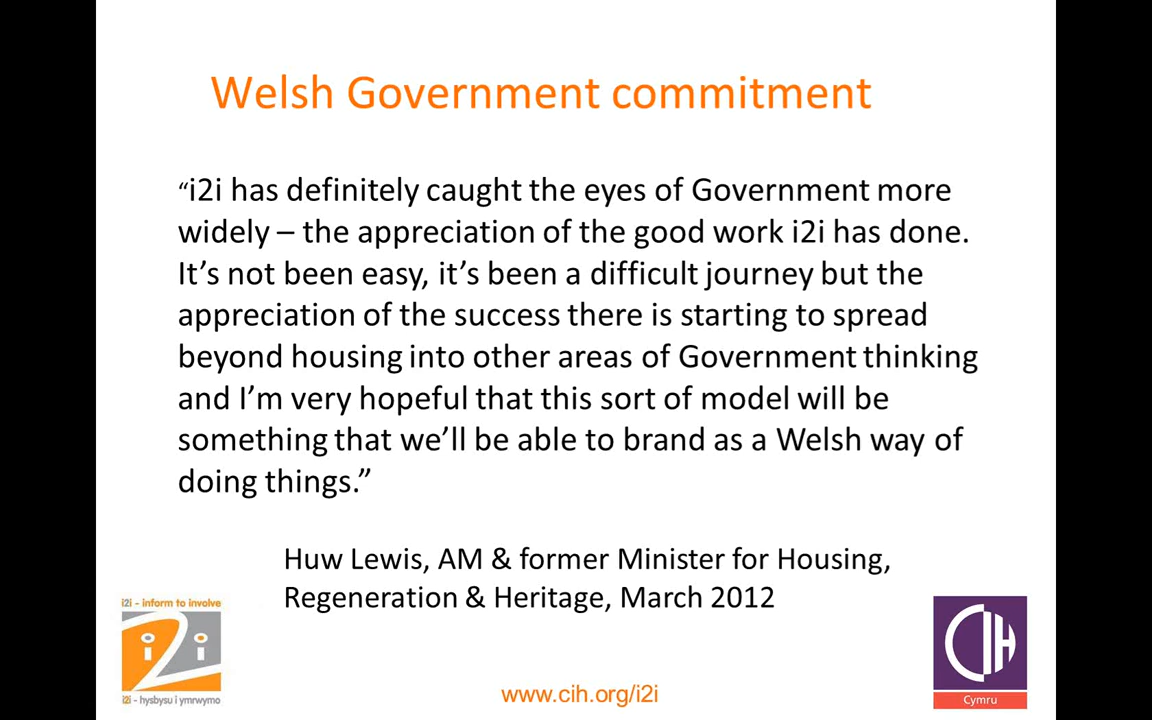 Welsh Government commitment
“i2i has definitely caught the eyes of Government more
widely – the appreciation of the good work i2i has done.
It’s not been easy, it’s been a difficult journey but the
appreciation of the success there is starting to spread
beyond housing into other areas of Government thinking
and I’m very hopeful that this sort of model will be
something that we’ll be able to brand as a Welsh way of
doing things.”
Huw Lewis, AM & former Minister for Housing,
Regeneration & Heritage, March 2012
i2i - inform to involve
i2i
i2i - hysbysu i ymrwymo
www.cih.org/i2i
CIH
Cymru